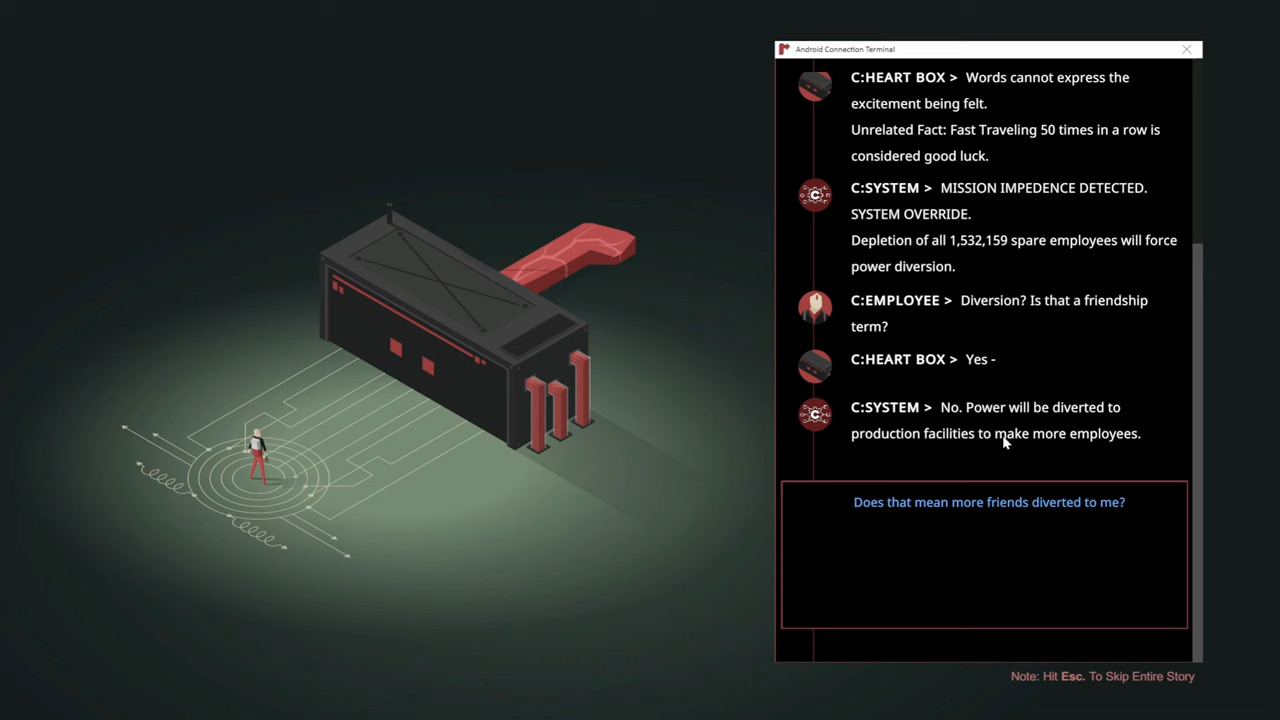 Android Connection Terminal
C:HEART BOX > Words cannot express the
excitement being felt.
Unrelated Fact: Fast Traveling 50 times in a row is
considered good luck.
C:SYSTEM > MISSION IMPEDENCE DETECTED.
SYSTEM OVERRIDE.
Depletion of all 1,532,159 spare employees will force
power diversion.
C:EMPLOYEE > Diversion? Is that a friendship
term?
C:HEART BOX > Yes -
C:SYSTEM > No. Power will be diverted to
production facilities to make more employees.
Does that mean more friends diverted to me?
Note: Hit Esc. To Skip Entire Story